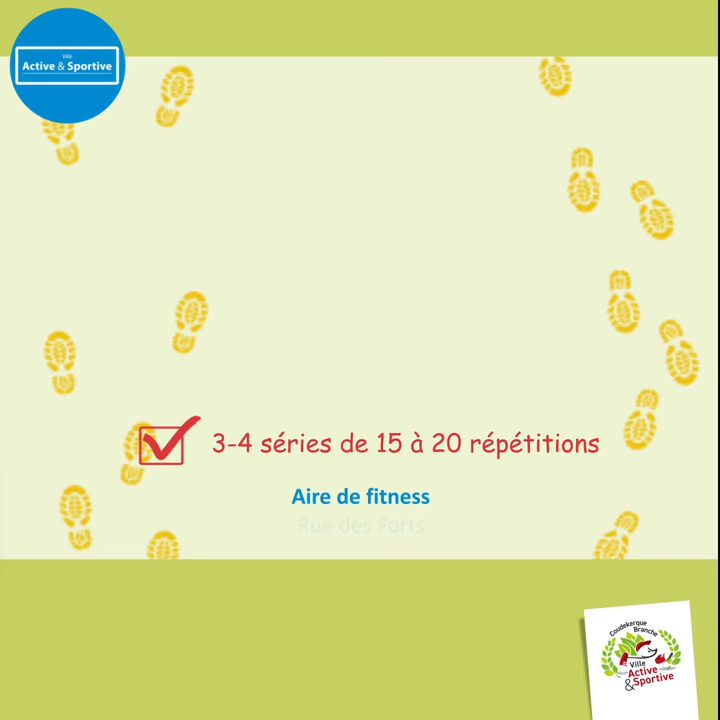 Ville
Active & Sportive
3-4 séries de 15 à 20 répétitions
Aire de fitness
Rue des Forts
Coudekerque
Branche
Ville
Active
& Sportive